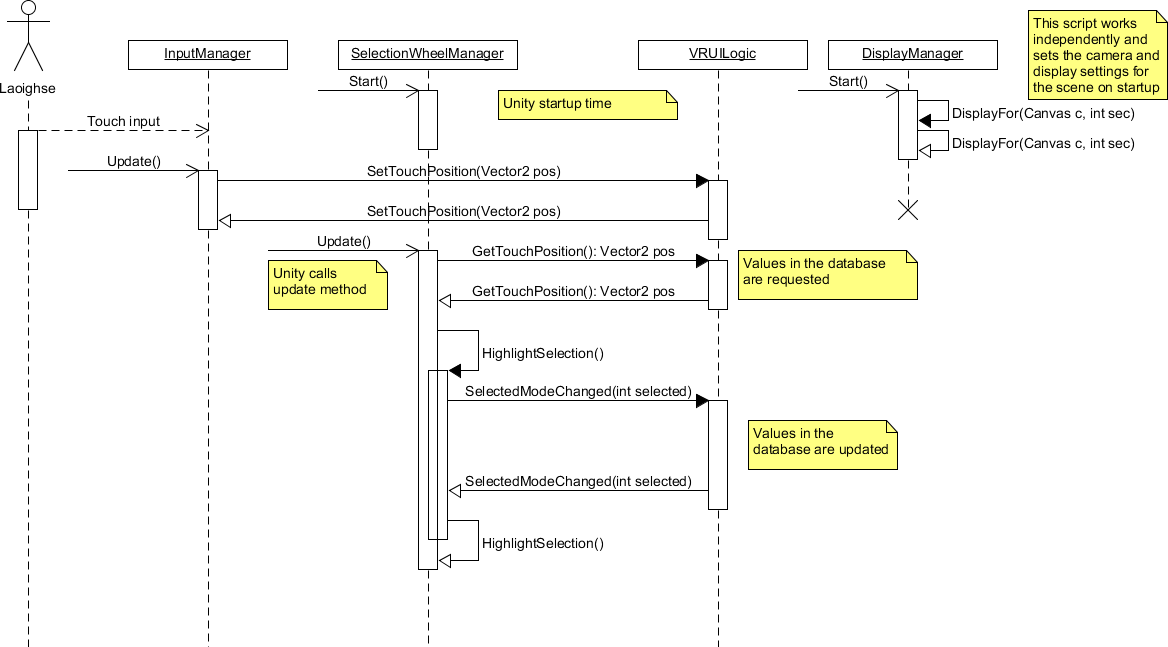 Laoighse
InputManager
SelectionWheelManager
VRUILogic
DisplayManager
This script works
independently and
sets the camera and
display settings for
the scene on startup
Start()
Unity startup time
Start()
DisplayFor(Canvas c, int sec)
DisplayFor(Canvas c, int sec)
Touch input
Update()
SetTouchPosition(Vector2 pos)
SetTouchPosition(Vector2 pos)
Update()
Unity calls
update method
GetTouchPosition(): Vector2 pos
Values in the database
are requested
GetTouchPosition(): Vector2 pos
HighlightSelection()
SelectedModeChanged(int selected)
Values in the
database are updated
SelectedModeChanged(int selected)
HighlightSelection()